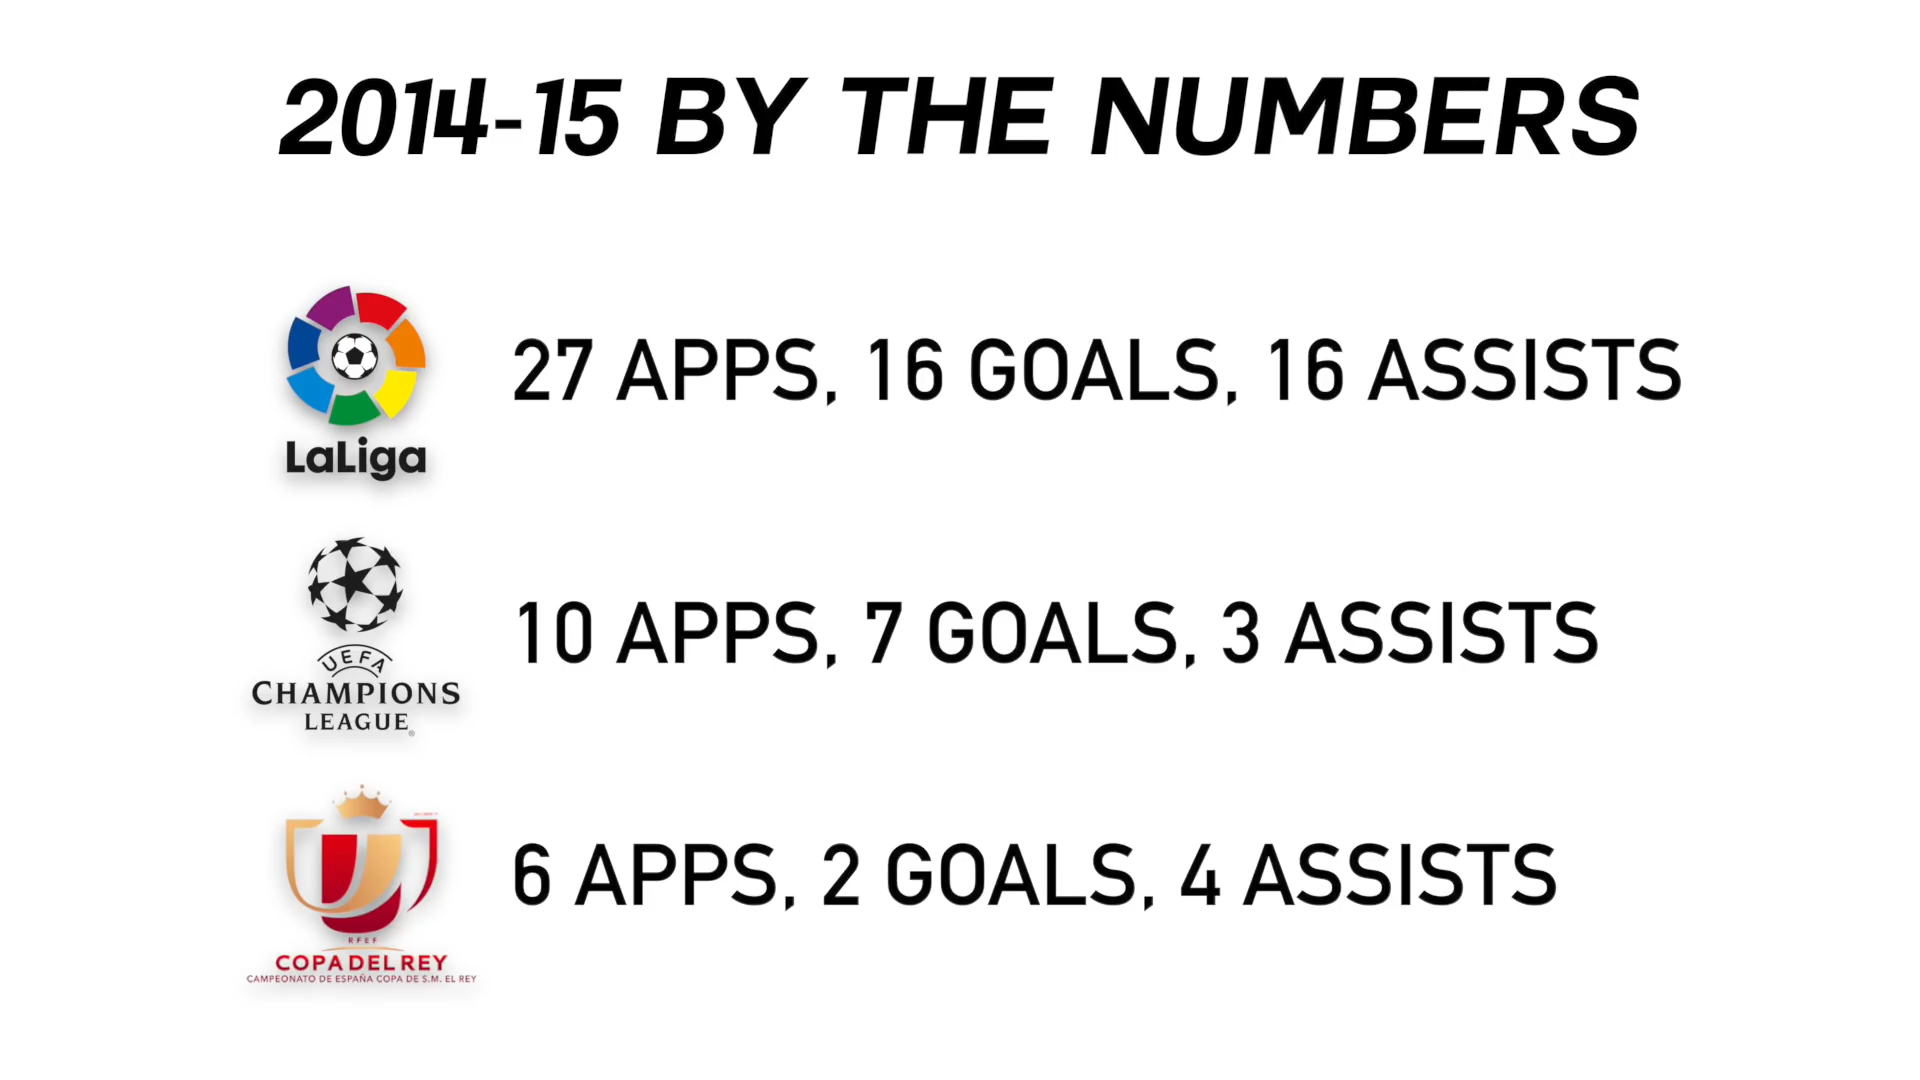 2014-15 BY THE NUMBERS
LaLiga
27 APPS, 16 GOALS, 16 ASSISTS
UEFA
CHAMPIONS
LEAGUE®
10 APPS, 7 GOALS, 3 ASSISTS
RFEF
COPA DEL REY
CAMPEONATO DE ESPAÑA COPA DE S.M. EL REY
6 APPS, 2 GOALS, 4 ASSISTS